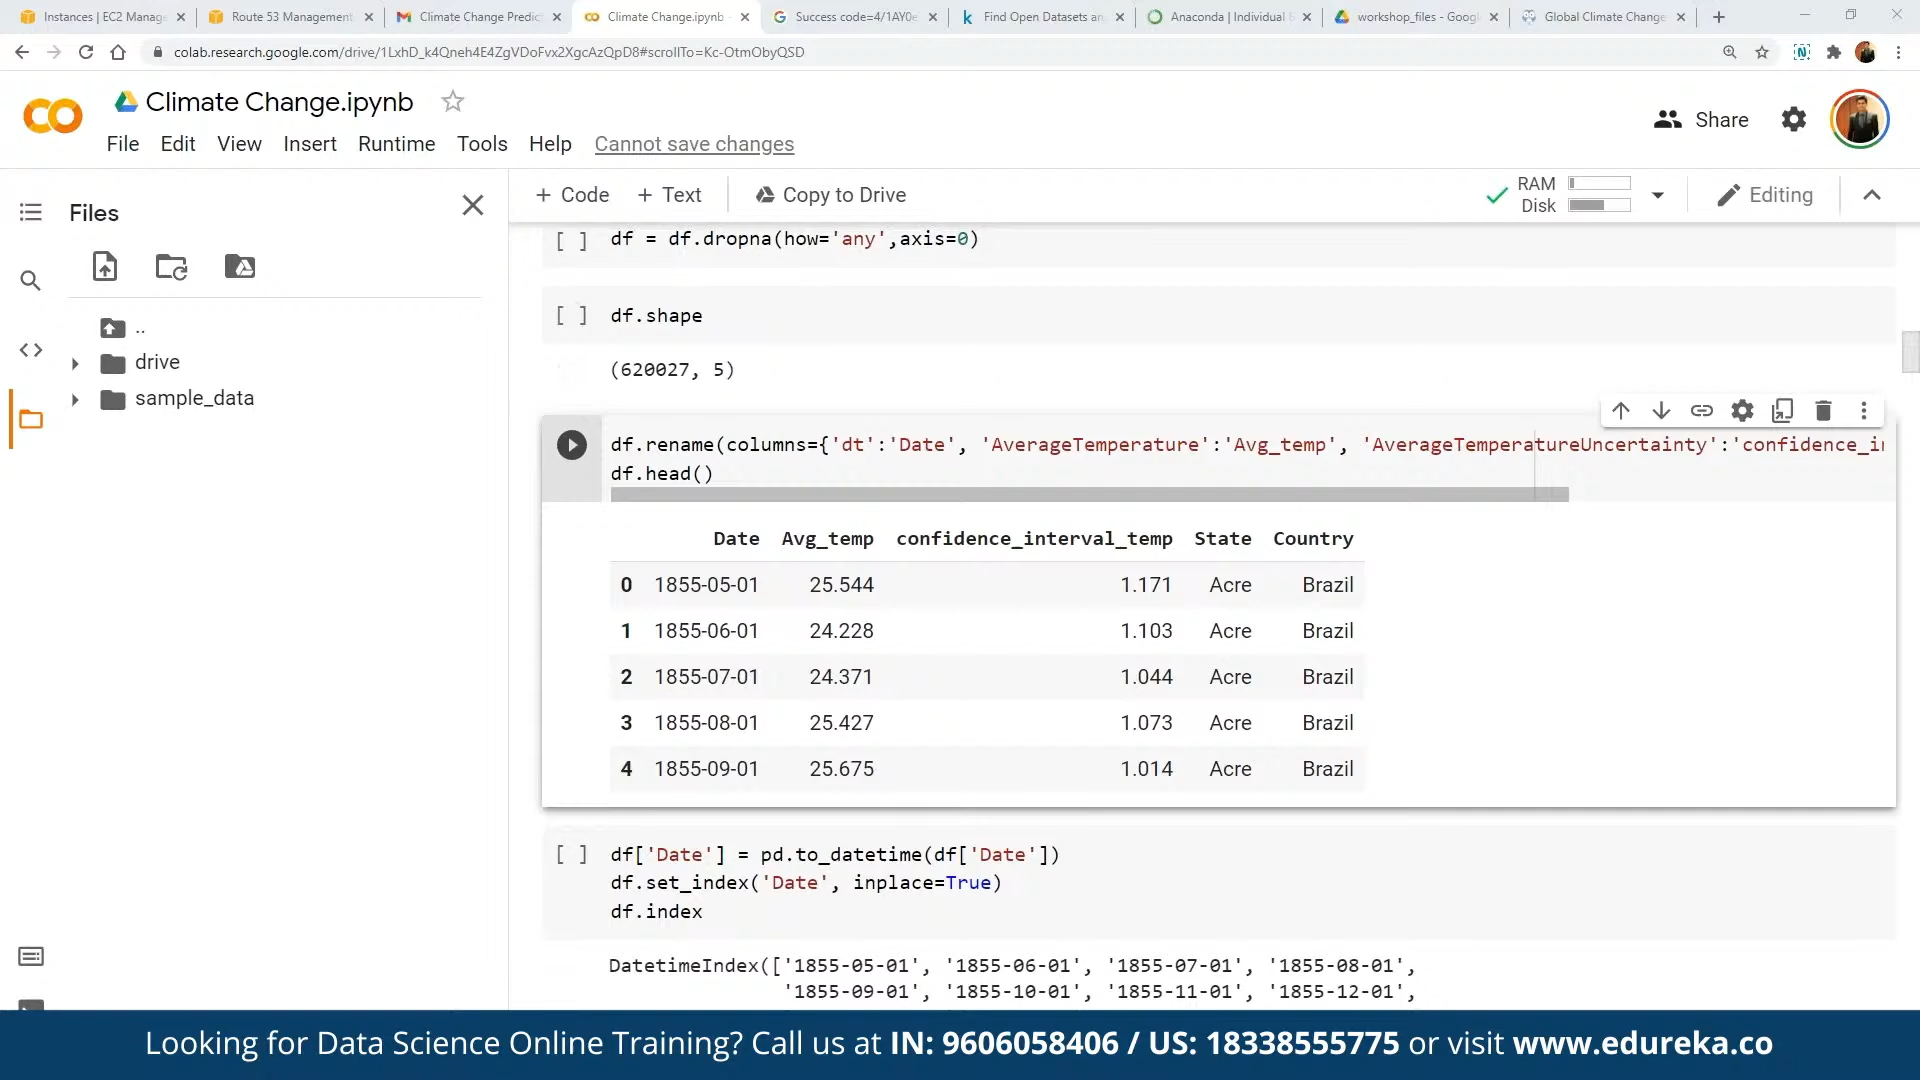 Instances | EC2 Manage
Route 53 Management
Climate Change Predic
Climate Change.ipynb
Success code=4/1AY0e
Find Open Datasets an
Anaconda | Individual E
workshop_files - Googl
Global Climate Change
colab.research.google.com/drive/1LxhD_k4Qneh4E4ZgVDoFvx2XgcAzQpD8#scrollTo=Kc-OtmObyQSD
Climate Change.ipynb
Share
File Edit View Insert Runtime Tools Help Cannot save changes
Files
+ Code + Text Copy to Drive
RAM
Disk
Editing
..
drive
sample_data
[ ] df = df.dropna(how='any',axis=0)
[ ] df.shape
(620027, 5)
df.rename(columns={'dt':'Date', 'AverageTemperature':'Avg_temp', 'AverageTemperatureUncertainty':'confidence_in
df.head()
Date Avg_temp confidence_interval_temp State Country
0 1855-05-01 25.544 1.171 Acre Brazil
1 1855-06-01 24.228 1.103 Acre Brazil
2 1855-07-01 24.371 1.044 Acre Brazil
3 1855-08-01 25.427 1.073 Acre Brazil
4 1855-09-01 25.675 1.014 Acre Brazil
[ ] df['Date'] = pd.to_datetime(df['Date'])
df.set_index('Date', inplace=True)
df.index
DatetimeIndex(['1855-05-01', '1855-06-01', '1855-07-01', '1855-08-01',
'1855-09-01', '1855-10-01', '1855-11-01', '1855-12-01',
Looking for Data Science Online Training? Call us at IN: 9606058406 / US: 18338555775 or visit www.edureka.co